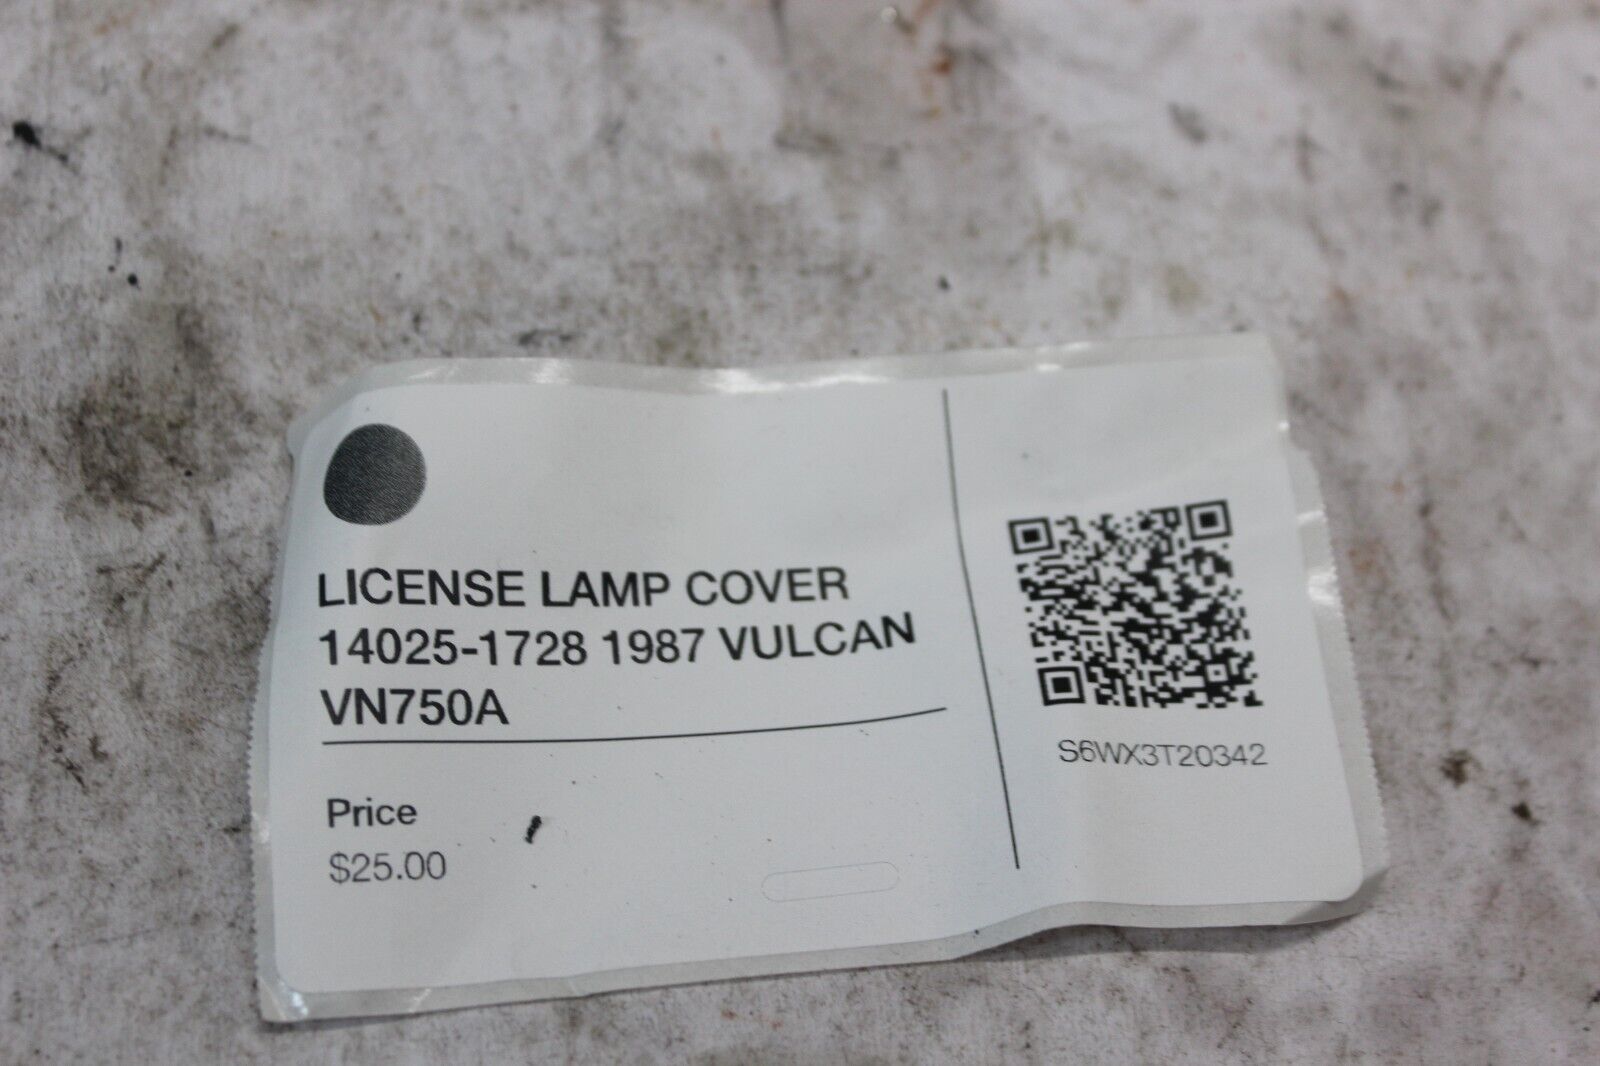 LICENSE LAMP COVER
14025-1728 1987 VULCAN
VN750A
Price
$25.00
S6WX3T20342